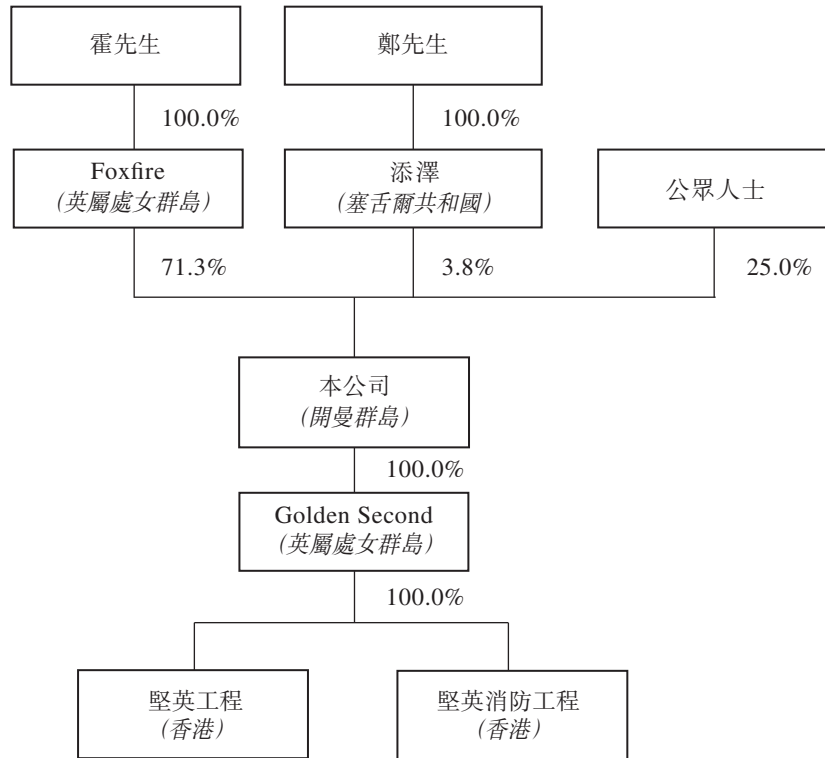 霍先生
鄭先生
100.0%
100.0%
Foxfire
(英屬處女群島)
添澤
(塞舌爾共和國)
公眾人士
71.3%
3.8%
25.0%
本公司
(開曼群島)
100.0%
Golden Second
(英屬處女群島)
100.0%
堅英工程
(香港)
堅英消防工程
(香港)